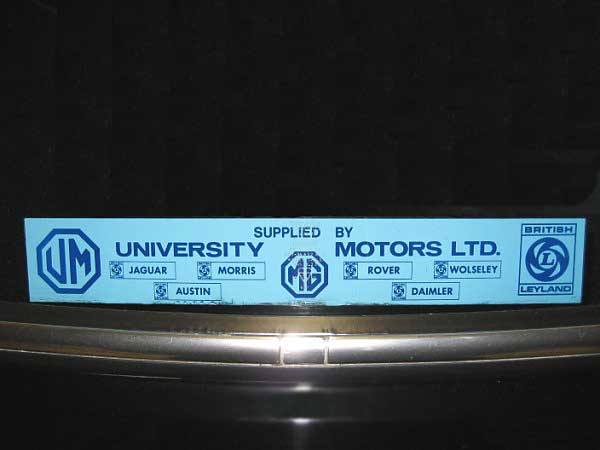 SUPPLIED BY
UM UNIVERSITY MOTORS LTD.
BRITISH
L
LEYLAND
JAGUAR MORRIS MG ROVER WOLSELEY
AUSTIN DAIMLER